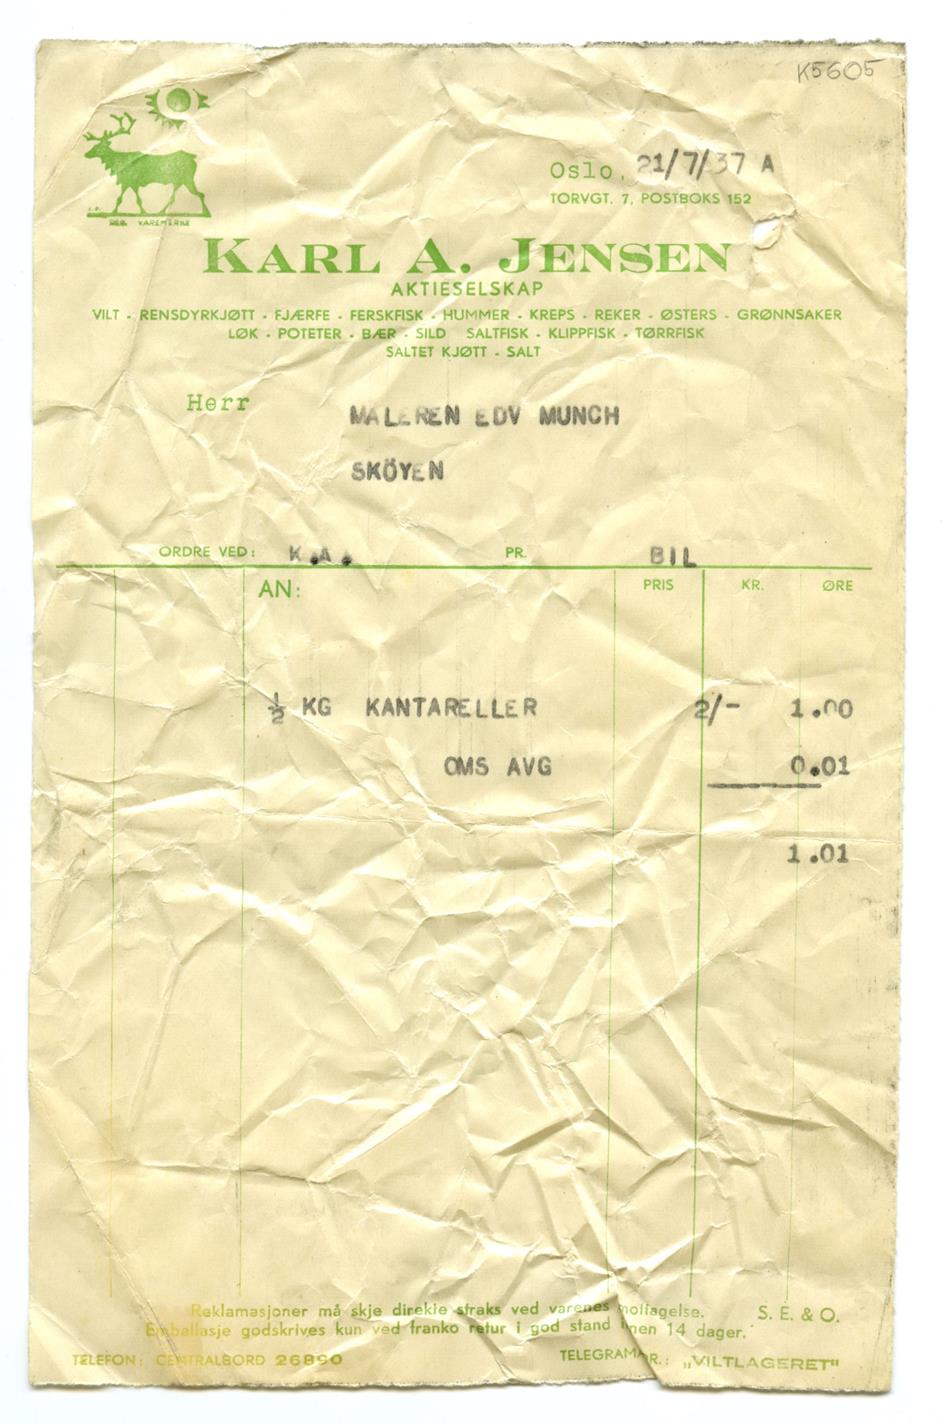 K5605
Oslo, 21/7/37 A
TORVGT. 7, POSTBOKS 152
REG. VAREMERKE
KARL A. JENSEN
AKTIESELSKAP
VILT - RENSDYRKJØTT - FJÆRFE - FERSKFISK - HUMMER - KREPS - REKER - ØSTERS - GRØNNSAKER
LØK - POTETER - BÆR - SILD SALTFISK - KLIPPFISK - TØRRFISK
SALTET KJØTT - SALT
Herr MALEREN EDV MUNCH
SKÖYEN
ORDRE VED: K.A. PR. BIL
AN: PRIS KR. ØRE
½ KG KANTARELLER 2/- 1.00
OMS AVG 0.01
1.01
Reklamasjoner må skje direkte straks ved varenes mottagelse. S. E. & O.
Emballasje godskrives kun ved franko retur i god stand innen 14 dager.
TELEFON: CENTRALBORD 26890 TELEGRAMADR.: „VILTLAGERET"